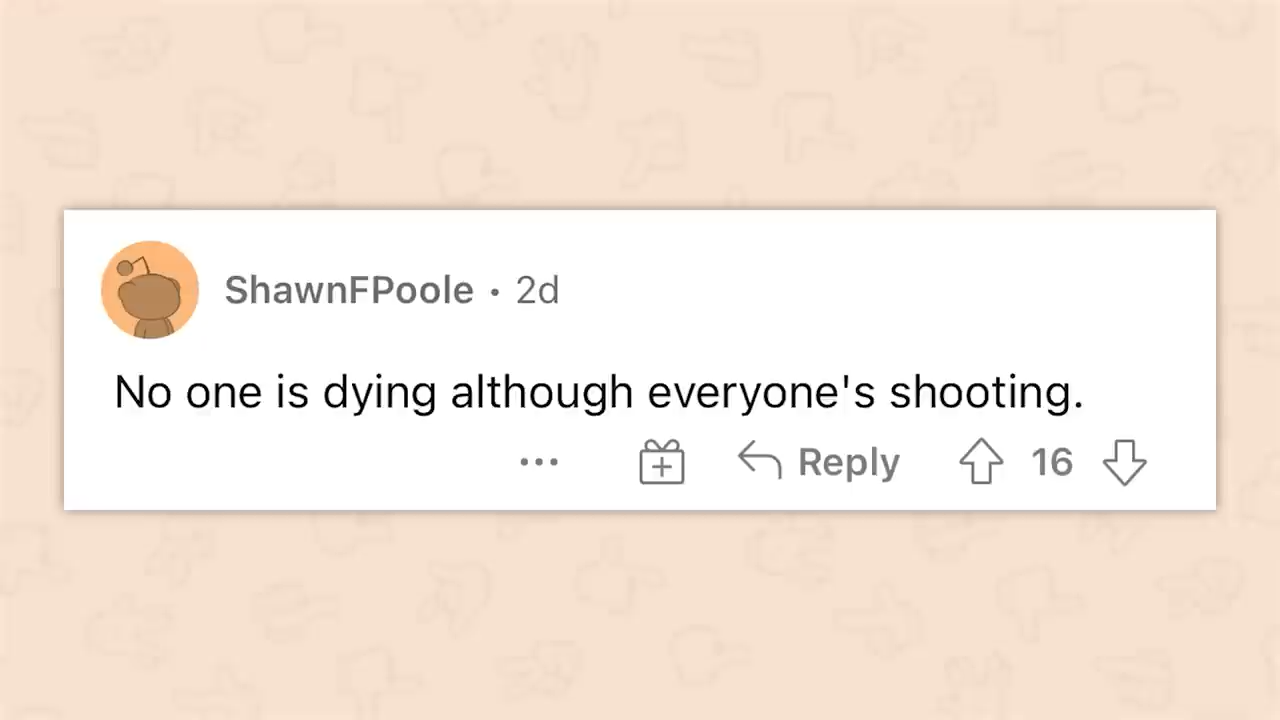 ShawnFPoole • 2d
No one is dying although everyone's shooting.
... Reply 16